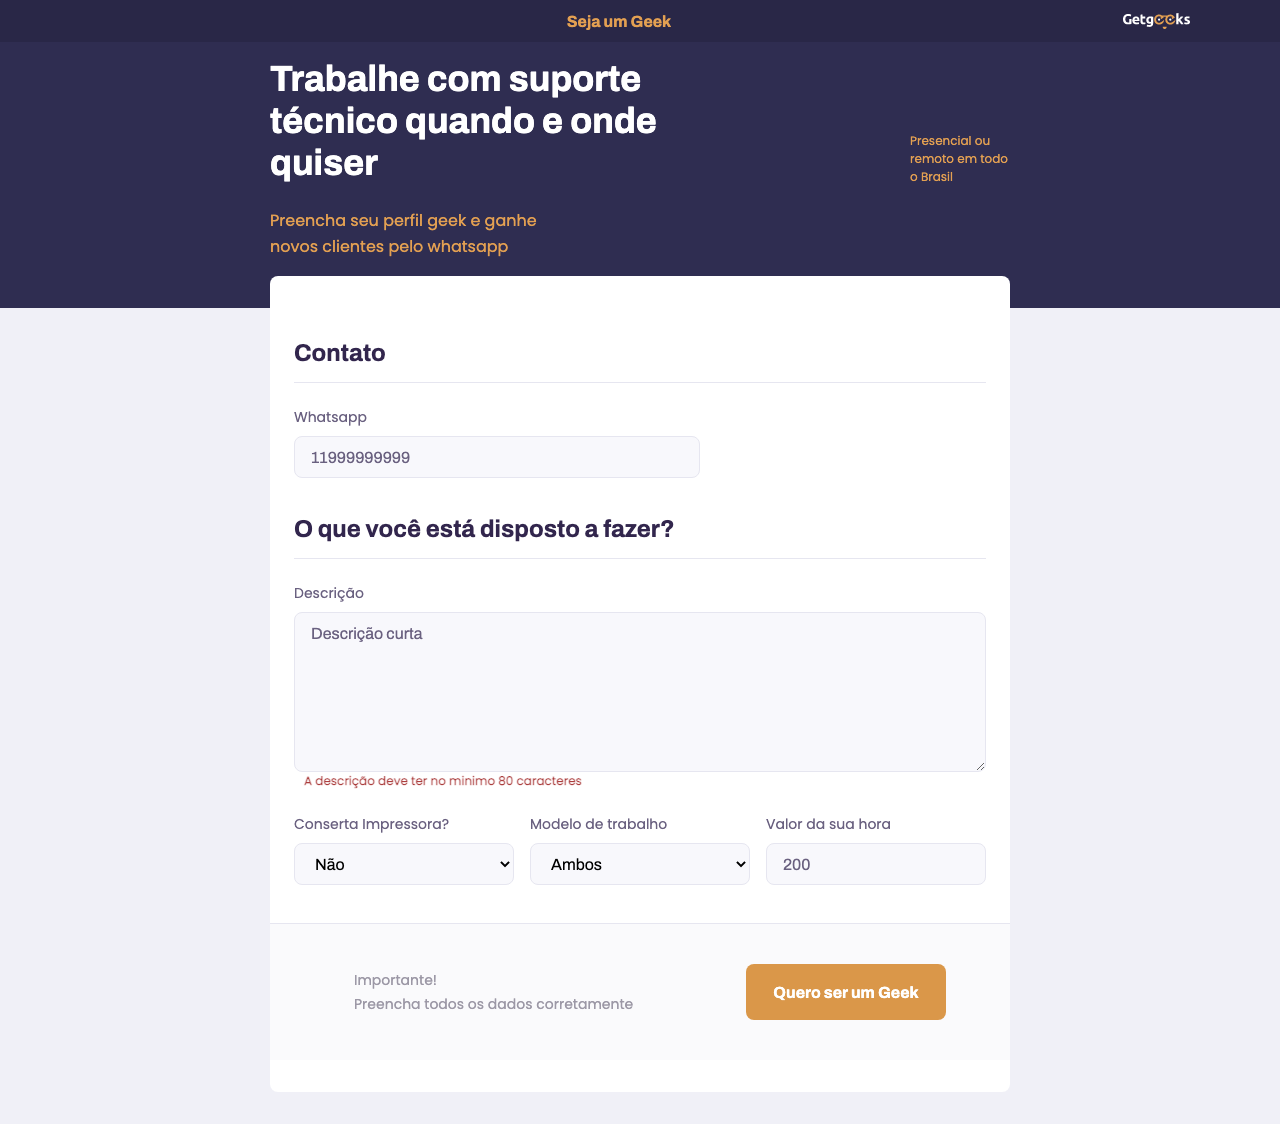 Seja um Geek
Getgeeks
Trabalhe com suporte
técnico quando e onde
quiser
Presencial ou
remoto em todo
o Brasil
Preencha seu perfil geek e ganhe
novos clientes pelo whatsapp
Contato
Whatsapp
11999999999
O que você está disposto a fazer?
Descrição
Descrição curta
A descrição deve ter no minimo 80 caracteres
Conserta Impressora?
Modelo de trabalho
Valor da sua hora
Não
Ambos
200
Importante!
Preencha todos os dados corretamente
Quero ser um Geek